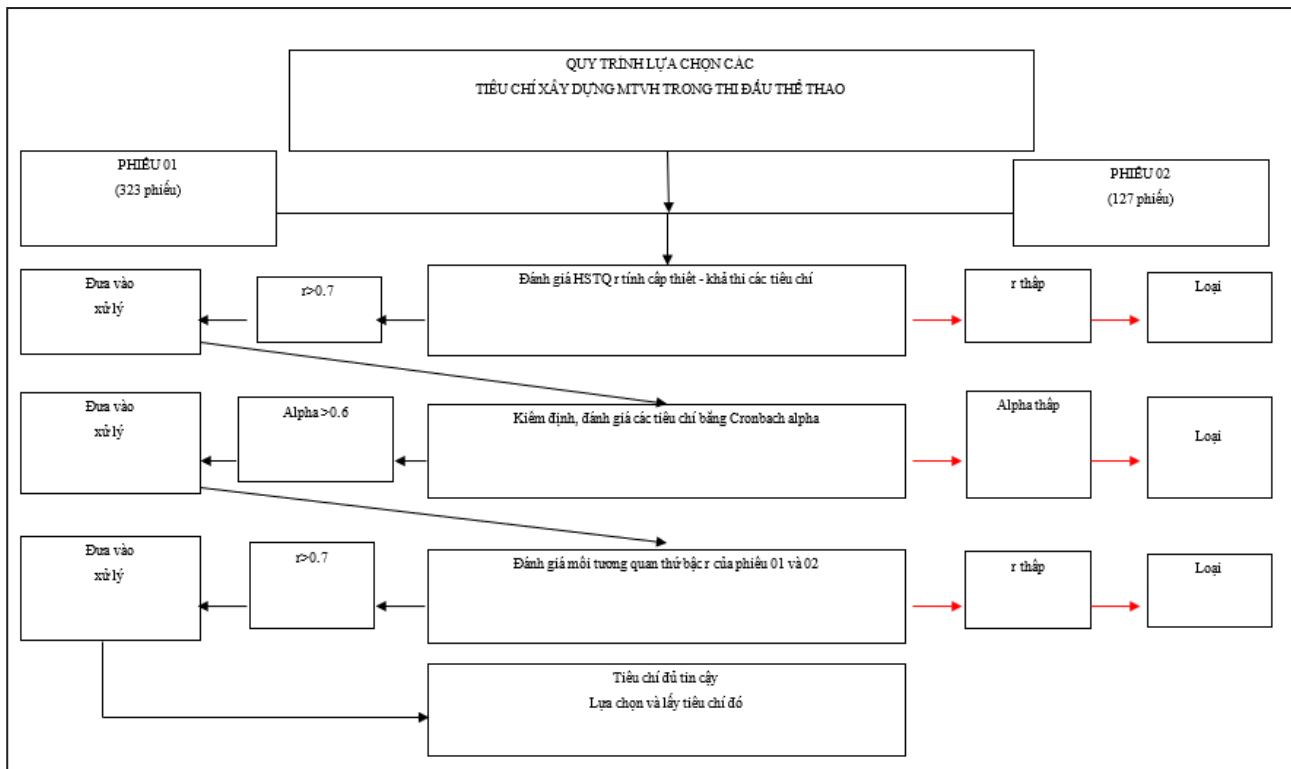 QUY TRÌNH LỰA CHỌN CÁC
TIÊU CHÍ XÂY DỰNG MTVH TRONG THI ĐẤU THỂ THAO
PHIẾU 01
(323 phiếu)
PHIẾU 02
(127 phiếu)
Đưa vào
xử lý
r>0.7
Đánh giá HSTQ r tính cấp thiết - khả thi các tiêu chí
r thấp
Loại
Đưa vào
xử lý
Alpha >0.6
Kiểm định, đánh giá các tiêu chí bằng Cronbach alpha
Alpha thấp
Loại
Đưa vào
xử lý
r>0.7
Đánh giá mối tương quan thứ bậc r của phiếu 01 và 02
r thấp
Loại
Tiêu chí đủ tin cậy
Lựa chọn và lấy tiêu chí đó